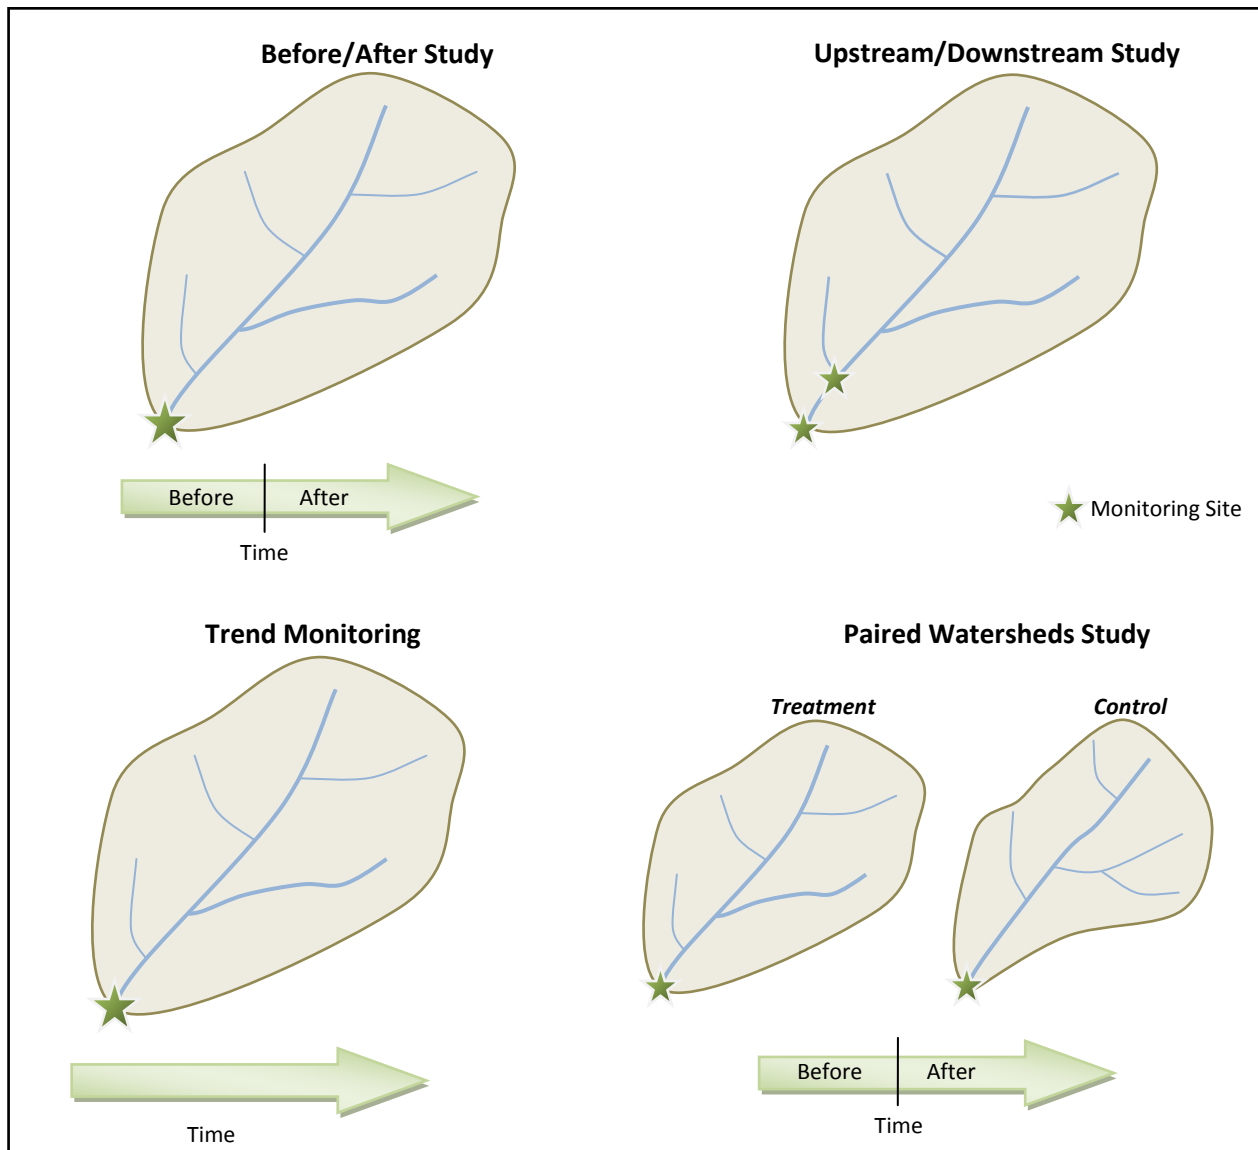 Before/After Study
Upstream/Downstream Study
Before
After
Time
Monitoring Site
Trend Monitoring
Paired Watersheds Study
Treatment
Control
Time
Before
After
Time